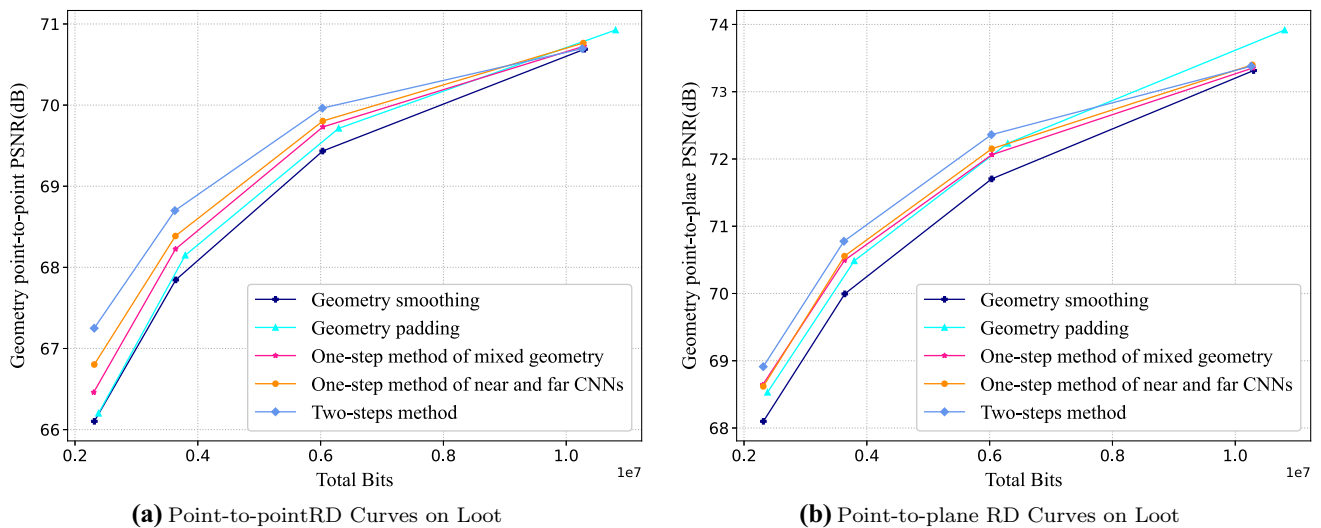 71
70
69
68
67
66
Geometry point-to-point PSNR(dB)
Geometry smoothing
Geometry padding
One-step method of mixed geometry
One-step method of near and far CNNs
Two-steps method
0.2 0.4 0.6 0.8 1.0
1e7
Total Bits
(a) Point-to-pointRD Curves on Loot
74
73
72
71
70
69
68
Geometry point-to-plane PSNR(dB)
Geometry smoothing
Geometry padding
One-step method of mixed geometry
One-step method of near and far CNNs
Two-steps method
0.2 0.4 0.6 0.8 1.0
1e7
Total Bits
(b) Point-to-plane RD Curves on Loot